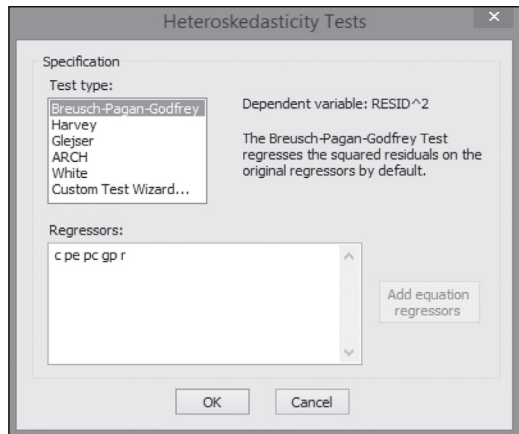 Heteroskedasticity Tests
×
Specification
Test type:
Breusch-Pagan-Godfrey
Harvey
Glejser
ARCH
White
Custom Test Wizard...
Dependent variable: RESID^2
The Breusch-Pagan-Godfrey Test
regresses the squared residuals on the
original regressors by default.
Regressors:
c pe pc gp r
Add equation
regressors
OK
Cancel